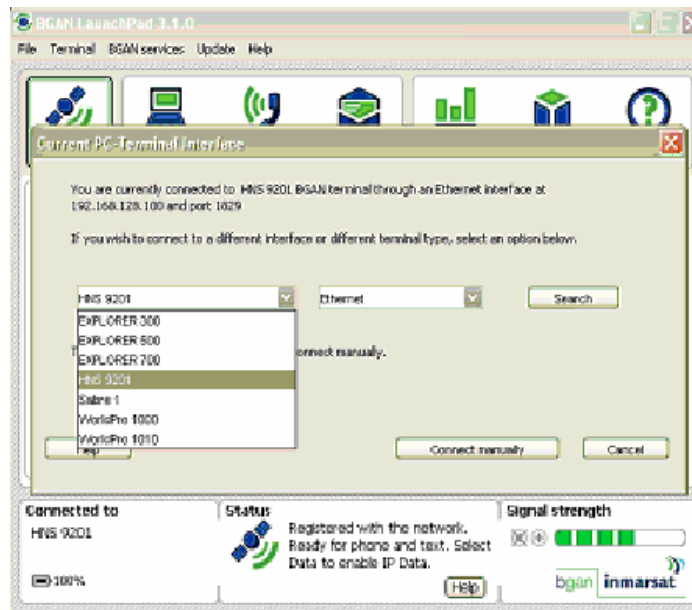 BGAN LaunchPad 3.1.0
File Terminal BGAN services Update Help
Current PC-Terminal Interface
You are currently connected to HNS 9201 BGAN terminal through an Ethernet interface at
192.168.128.100 and port 1829
If you wish to connect to a different interface or different terminal type, select an option below.
HNS 9201 Ethernet Search
EXPLORER 300
EXPLORER 500
EXPLORER 700
connect manually.
HNS 9201
Sabre 1
WorldPro 1000
WorldPro 1010
Help Connect manually Cancel
Connected to Status Signal strength
HNS 9201
Registered with the network.
Ready for phone and text. Select
Data to enable IP Data.
100% Help bgan inmarsat